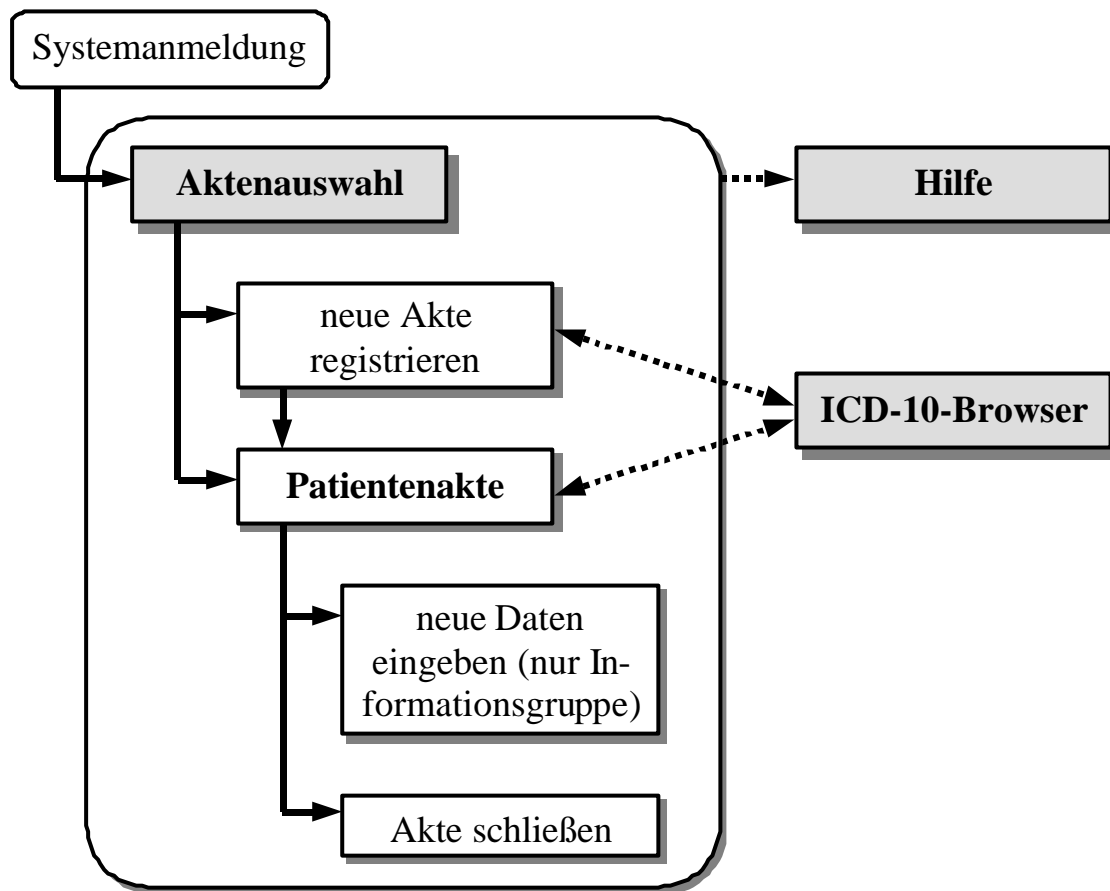 Systemanmeldung
Aktenauswahl
Hilfe
neue Akte
registrieren
ICD-10-Browser
Patientenakte
neue Daten
eingeben (nur In-
formationsgruppe)
Akte schließen